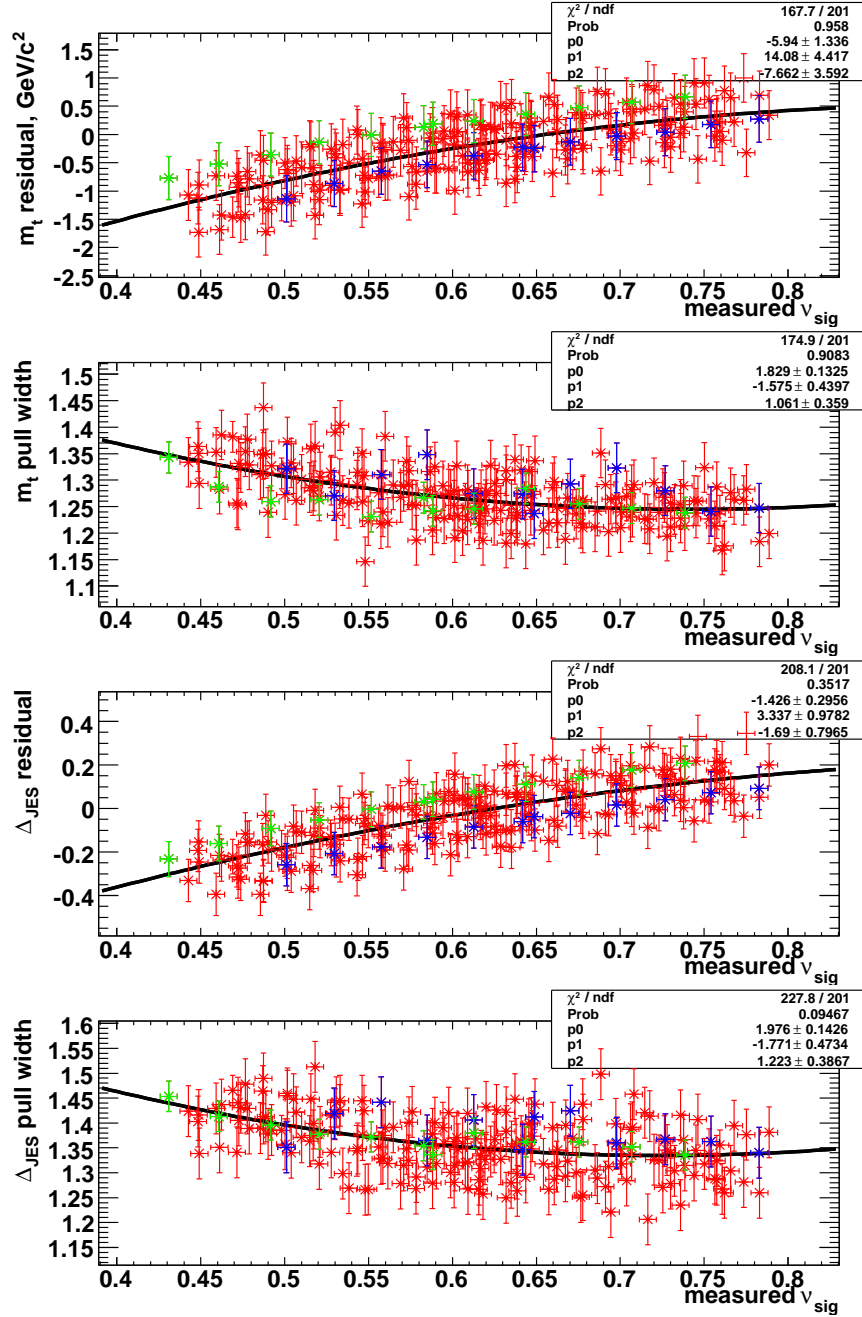 χ² / ndf 167.7 / 201
Prob 0.958
p0 -5.94 ± 1.336
p1 14.08 ± 4.417
p2 -7.662 ± 3.592
m_t residual, GeV/c²
1.5
1
0.5
0
-0.5
-1
-1.5
-2
-2.5
0.4 0.45 0.5 0.55 0.6 0.65 0.7 0.75 0.8
measured ν_sig
χ² / ndf 174.9 / 201
Prob 0.9083
p0 1.829 ± 0.1325
p1 -1.575 ± 0.4397
p2 1.061 ± 0.359
m_t pull width
1.5
1.45
1.4
1.35
1.3
1.25
1.2
1.15
1.1
0.4 0.45 0.5 0.55 0.6 0.65 0.7 0.75 0.8
measured ν_sig
χ² / ndf 208.1 / 201
Prob 0.3517
p0 -1.426 ± 0.2956
p1 3.337 ± 0.9782
p2 -1.69 ± 0.7965
Δ_JES residual
0.4
0.2
0
-0.2
-0.4
0.4 0.45 0.5 0.55 0.6 0.65 0.7 0.75 0.8
measured ν_sig
χ² / ndf 227.8 / 201
Prob 0.09467
p0 1.976 ± 0.1426
p1 -1.771 ± 0.4734
p2 1.223 ± 0.3867
Δ_JES pull width
1.6
1.55
1.5
1.45
1.4
1.35
1.3
1.25
1.2
1.15
0.4 0.45 0.5 0.55 0.6 0.65 0.7 0.75 0.8
measured ν_sig